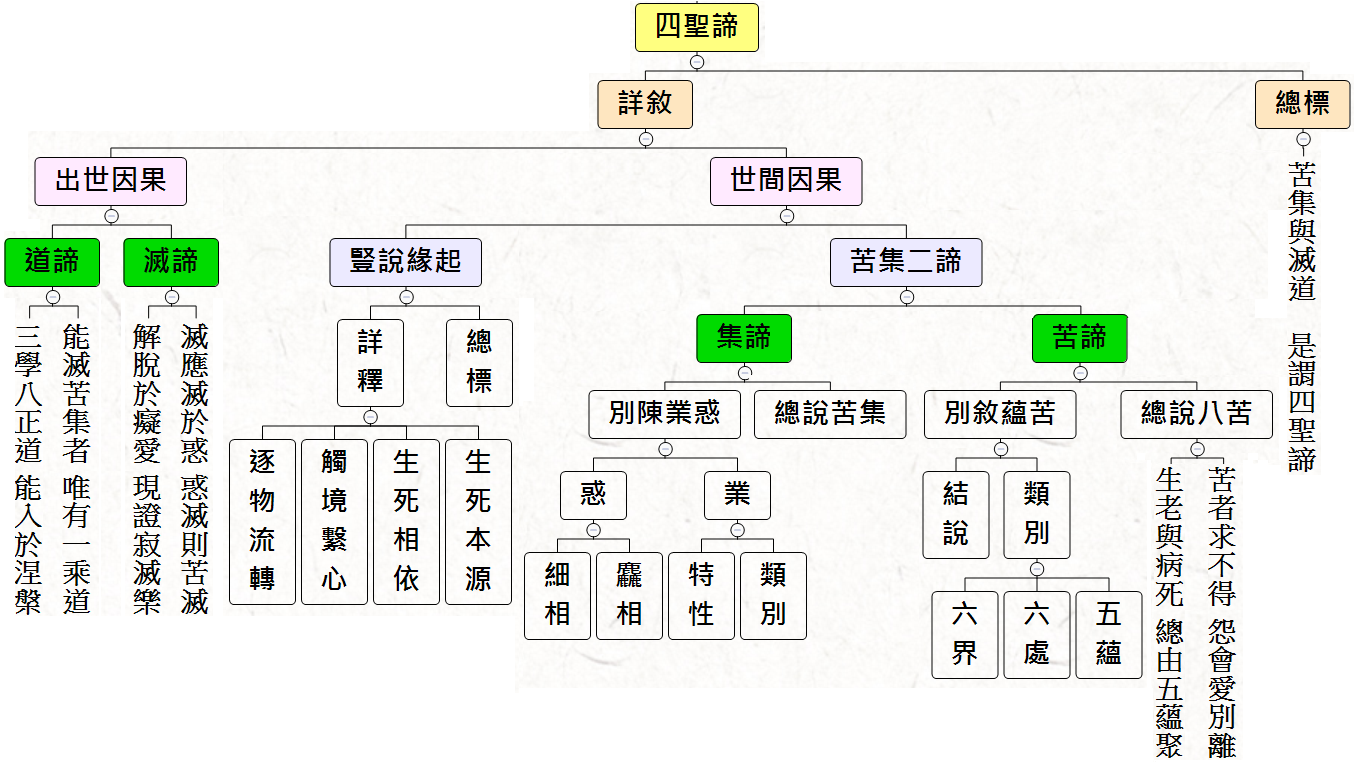 四聖諦
總標
苦集與滅道 是謂四聖諦
詳敘
世間因果
苦集二諦
苦諦
總說八苦
苦者求不得 怨會愛別離
生老與病死 總由五蘊聚
別敘蘊苦
類別
五蘊
六處
六界
結說
集諦
總說苦集
別陳業惑
業
類別
特性
惑
麤相
細相
豎說緣起
總標
詳釋
生死本源
生死相依
觸境繫心
逐物流轉
出世因果
滅諦
滅應滅於惑 惑滅則苦滅
解脫於癡愛 現證寂滅樂
道諦
能滅苦集者 唯有一乘道
三學八正道 能入於涅槃